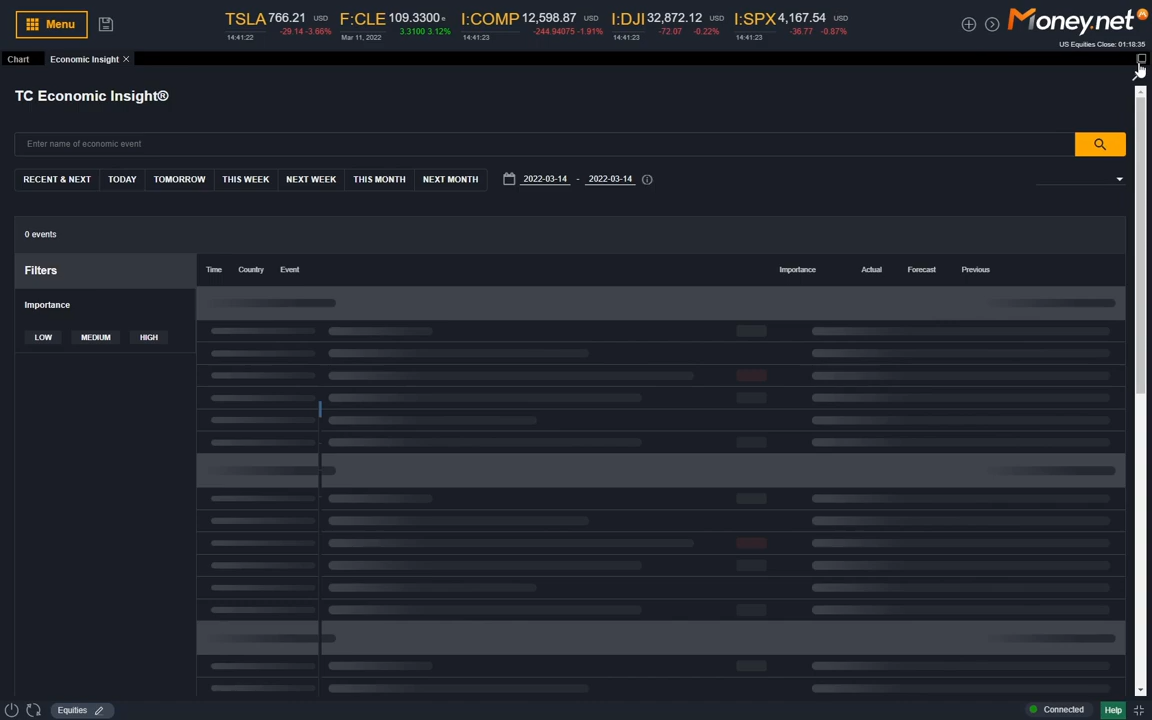 Menu
TSLA 766.21 USD
14:41:22 -29.14 -3.66%
F:CLE 109.3300 e
Mar 11, 2022 3.3100 3.12%
I:COMP 12,598.87 USD
14:41:23 -244.94075 -1.91%
I:DJI 32,872.12 USD
14:41:23 -72.07 -0.22%
I:SPX 4,167.54 USD
14:41:23 -36.77 -0.87%
Money.net
US Equities Close: 01:18:35
Chart Economic Insight
TC Economic Insight®
Enter name of economic event
RECENT & NEXT TODAY TOMORROW THIS WEEK NEXT WEEK THIS MONTH NEXT MONTH 2022-03-14 - 2022-03-14
0 events
Filters Time Country Event Importance Actual Forecast Previous
Importance
LOW MEDIUM HIGH
Equities Connected Help